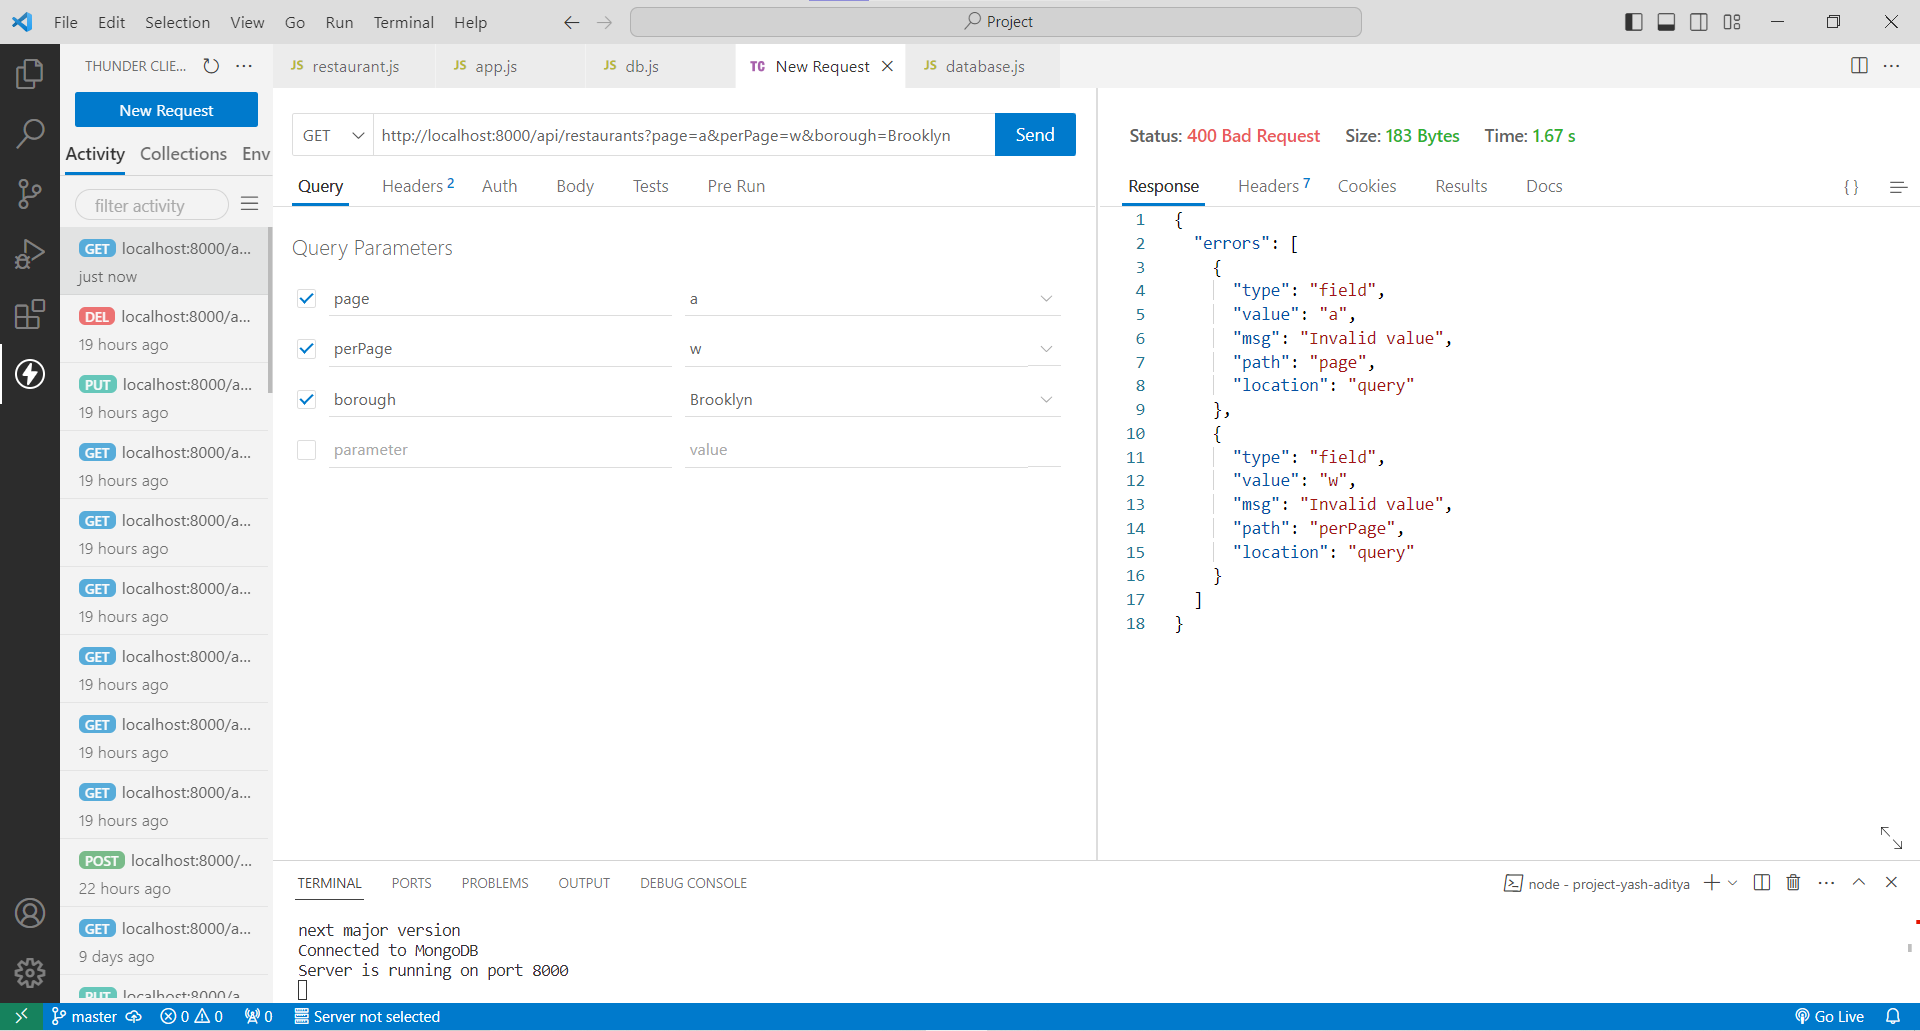 File Edit Selection View Go Run Terminal Help
Project
THUNDER CLIE...
New Request
Activity Collections Env
filter activity
GET localhost:8000/a...
just now
DEL localhost:8000/a...
19 hours ago
PUT localhost:8000/a...
19 hours ago
GET localhost:8000/a...
19 hours ago
GET localhost:8000/a...
19 hours ago
GET localhost:8000/a...
19 hours ago
GET localhost:8000/a...
19 hours ago
GET localhost:8000/a...
19 hours ago
GET localhost:8000/a...
19 hours ago
POST localhost:8000/...
22 hours ago
GET localhost:8000/a...
9 days ago
PUT localhost:8000/a
JS restaurant.js
JS app.js
JS db.js
TC New Request
JS database.js
GET http://localhost:8000/api/restaurants?page=a&perPage=w&borough=Brooklyn Send
Query Headers 2 Auth Body Tests Pre Run
Query Parameters
page a
perPage w
borough Brooklyn
parameter value
Status: 400 Bad Request Size: 183 Bytes Time: 1.67 s
Response Headers 7 Cookies Results Docs { }
1 {
2 "errors": [
3 {
4 "type": "field",
5 "value": "a",
6 "msg": "Invalid value",
7 "path": "page",
8 "location": "query"
9 },
10 {
11 "type": "field",
12 "value": "w",
13 "msg": "Invalid value",
14 "path": "perPage",
15 "location": "query"
16 }
17 ]
18 }
TERMINAL PORTS PROBLEMS OUTPUT DEBUG CONSOLE
node - project-yash-aditya
next major version
Connected to MongoDB
Server is running on port 8000
master 0 0 0 Server not selected Go Live